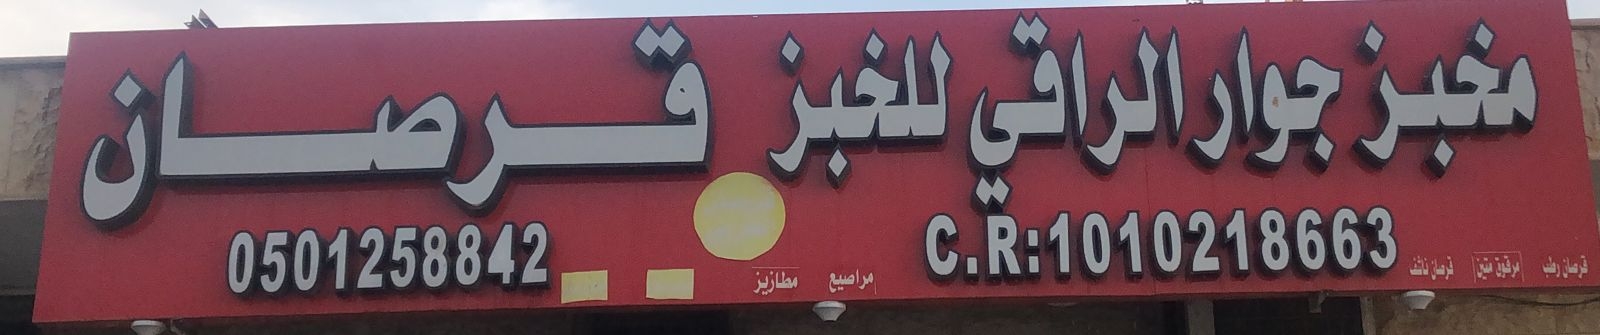 مخبز جوار الراقي للخبز قرصان
C.R:1010218663 0501258842
قرصان رطب مرقوق متين قرصان ناشف مراصيع مطازيز